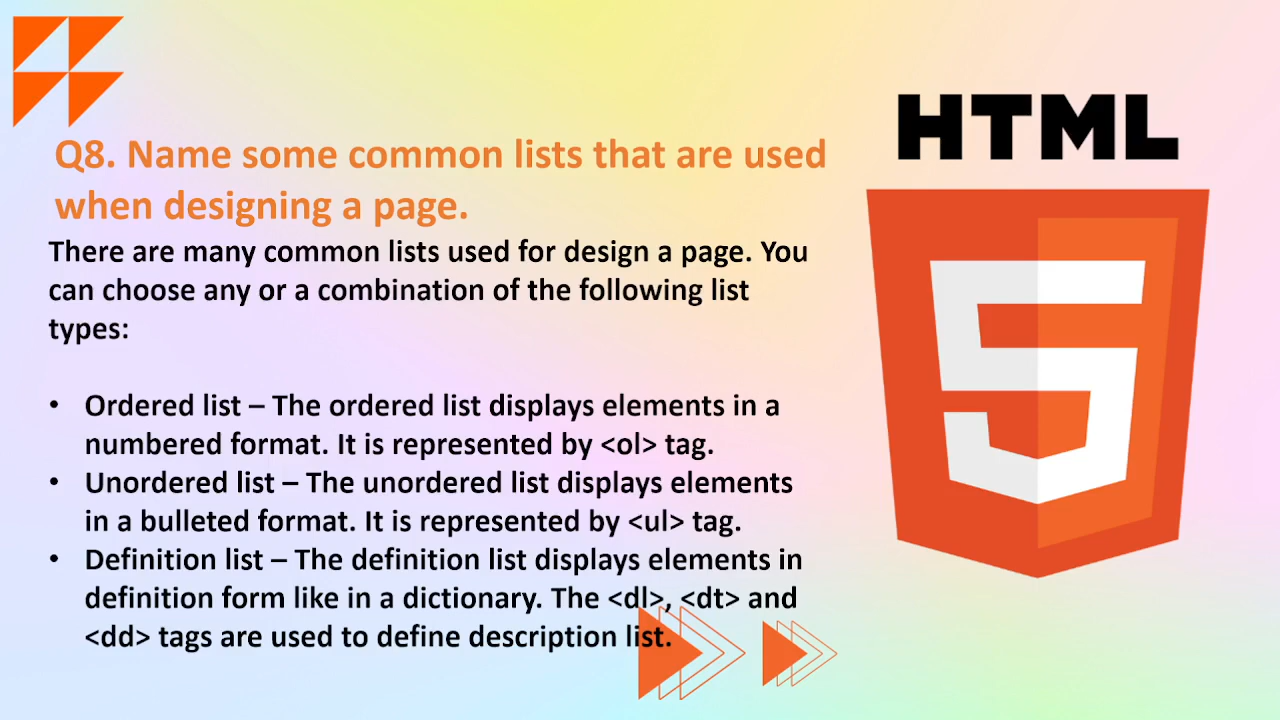 HTML
5
Q8. Name some common lists that are used
when designing a page.
There are many common lists used for design a page. You
can choose any or a combination of the following list
types:
• Ordered list – The ordered list displays elements in a
numbered format. It is represented by <ol> tag.
• Unordered list – The unordered list displays elements
in a bulleted format. It is represented by <ul> tag.
• Definition list – The definition list displays elements in
definition form like in a dictionary. The <dl>, <dt> and
<dd> tags are used to define description list.